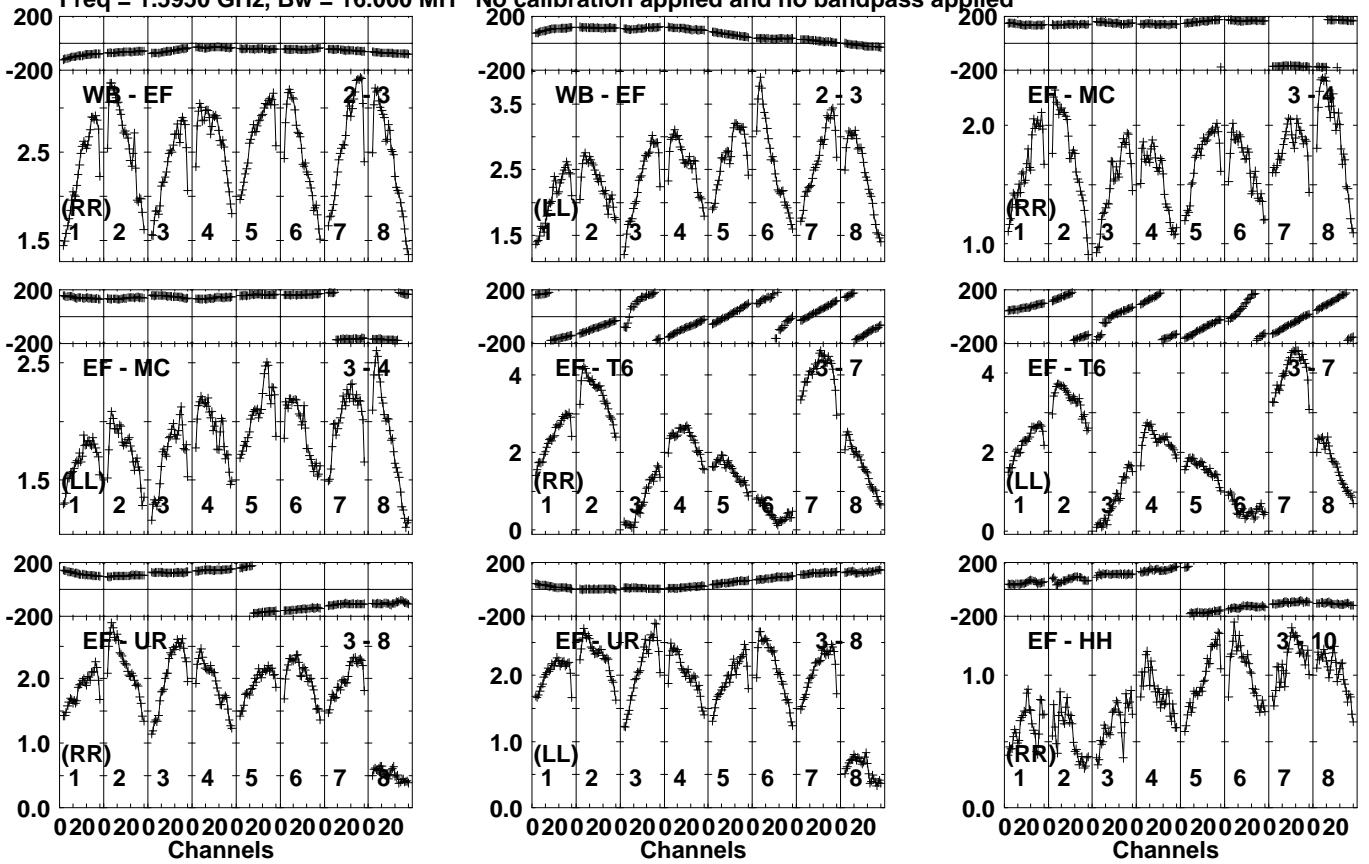 Freq = 1.5950 GHz, Bw = 16.000 MH No calibration applied and no bandpass applied
200 200 200
-200 -200 -200
WB - EF 2 - 3 WB - EF 2 - 3 EF - MC 3 - 4
3.5 2.0
2.5 2.5
(RR) (LL) (RR)
1 2 3 4 5 6 7 8 1 2 3 4 5 6 7 8 1 2 3 4 5 6 7 8
1.5 1.5 1.0
200 200 200
-200 -200 -200
2.5 EF - MC 3 - 4 EF - T6 3 - 7 EF - T6 3 - 7
4 4
2 2
1.5 (LL) (RR) (LL)
1 2 3 4 5 6 7 8 1 2 3 4 5 6 7 8 1 2 3 4 5 6 7 8
0 0
200 200 200
-200 -200 -200
EF - UR 3 - 8 EF - UR 3 - 8 EF - HH 3 - 10
2.0 2.0 1.0
1.0 (RR) 1.0 (LL) (RR)
1 2 3 4 5 6 7 8 1 2 3 4 5 6 7 8 1 2 3 4 5 6 7 8
0.0 0.0 0.0
0 20 0 20 0 20 0 20 0 20 0 20 0 20 0 20 0 20 0 20 0 20 0 20 0 20 0 20 0 20 0 20 0 20 0 20 0 20 0 20 0 20 0 20 0 20 0 20
Channels Channels Channels